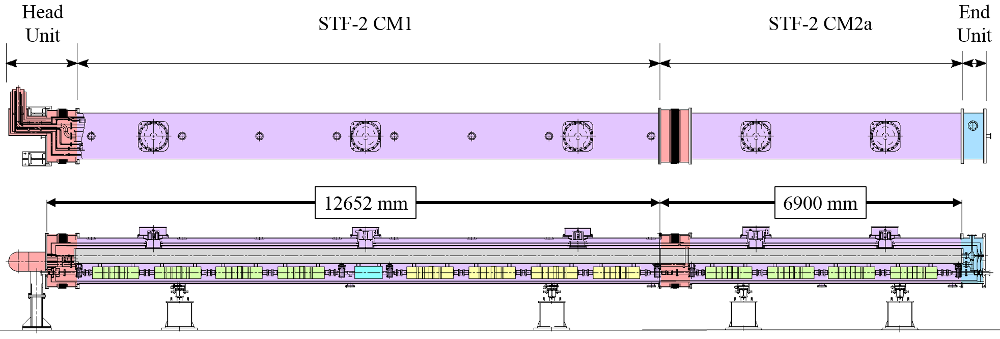 Head
Unit
STF-2 CM1
STF-2 CM2a
End
Unit
12652 mm
6900 mm